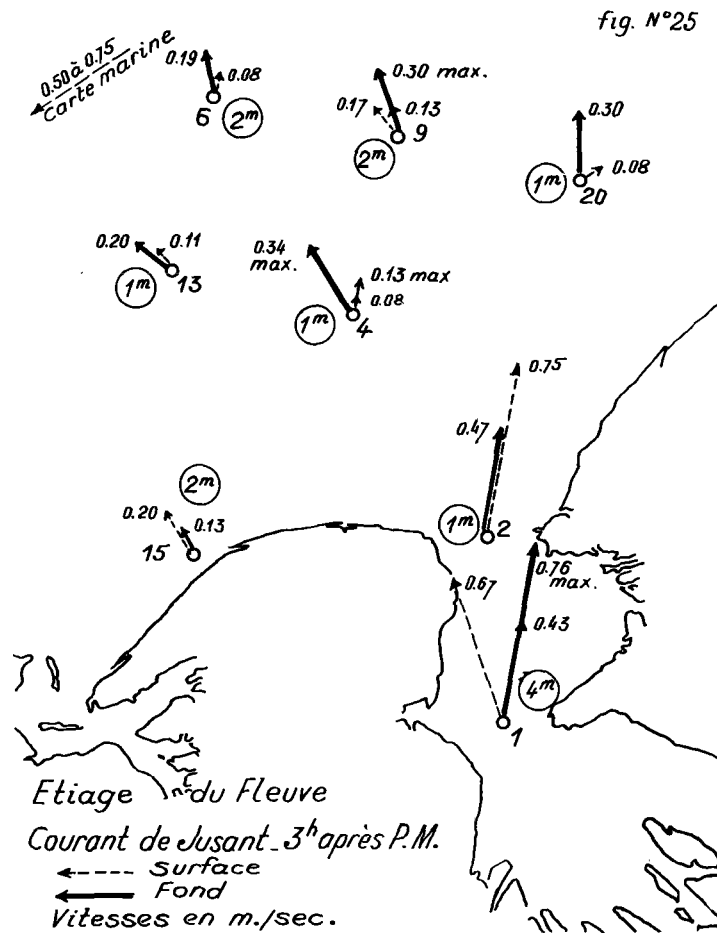 fig. N°25
0.50 à 0.75
Carte marine
0.19
0.08
6
2m
0.30 max.
0.17
0.13
9
2m
0.30
1m
0.08
20
0.20
0.11
1m
13
0.34
max.
0.13 max
0.08
1m
4
0.75
0.47
1m
2
2m
0.20
0.13
15
0.67
0.76
max.
0.43
4m
1
Etiage du Fleuve
Courant de Jusant_3h après P.M.
Surface
Fond
Vitesses en m./sec.